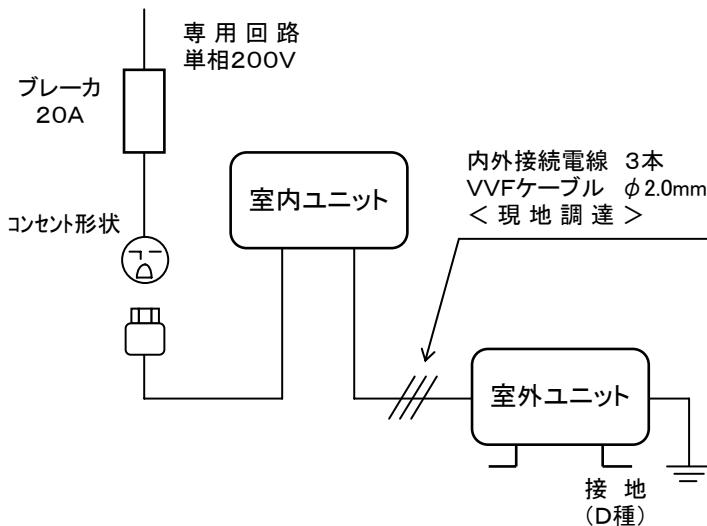 専用回路
単相200V
ブレーカ
20A
コンセント形状
室内ユニット
内外接続電線 3本
VVFケーブル φ2.0mm
<現地調達>
室外ユニット
接地
(D種)